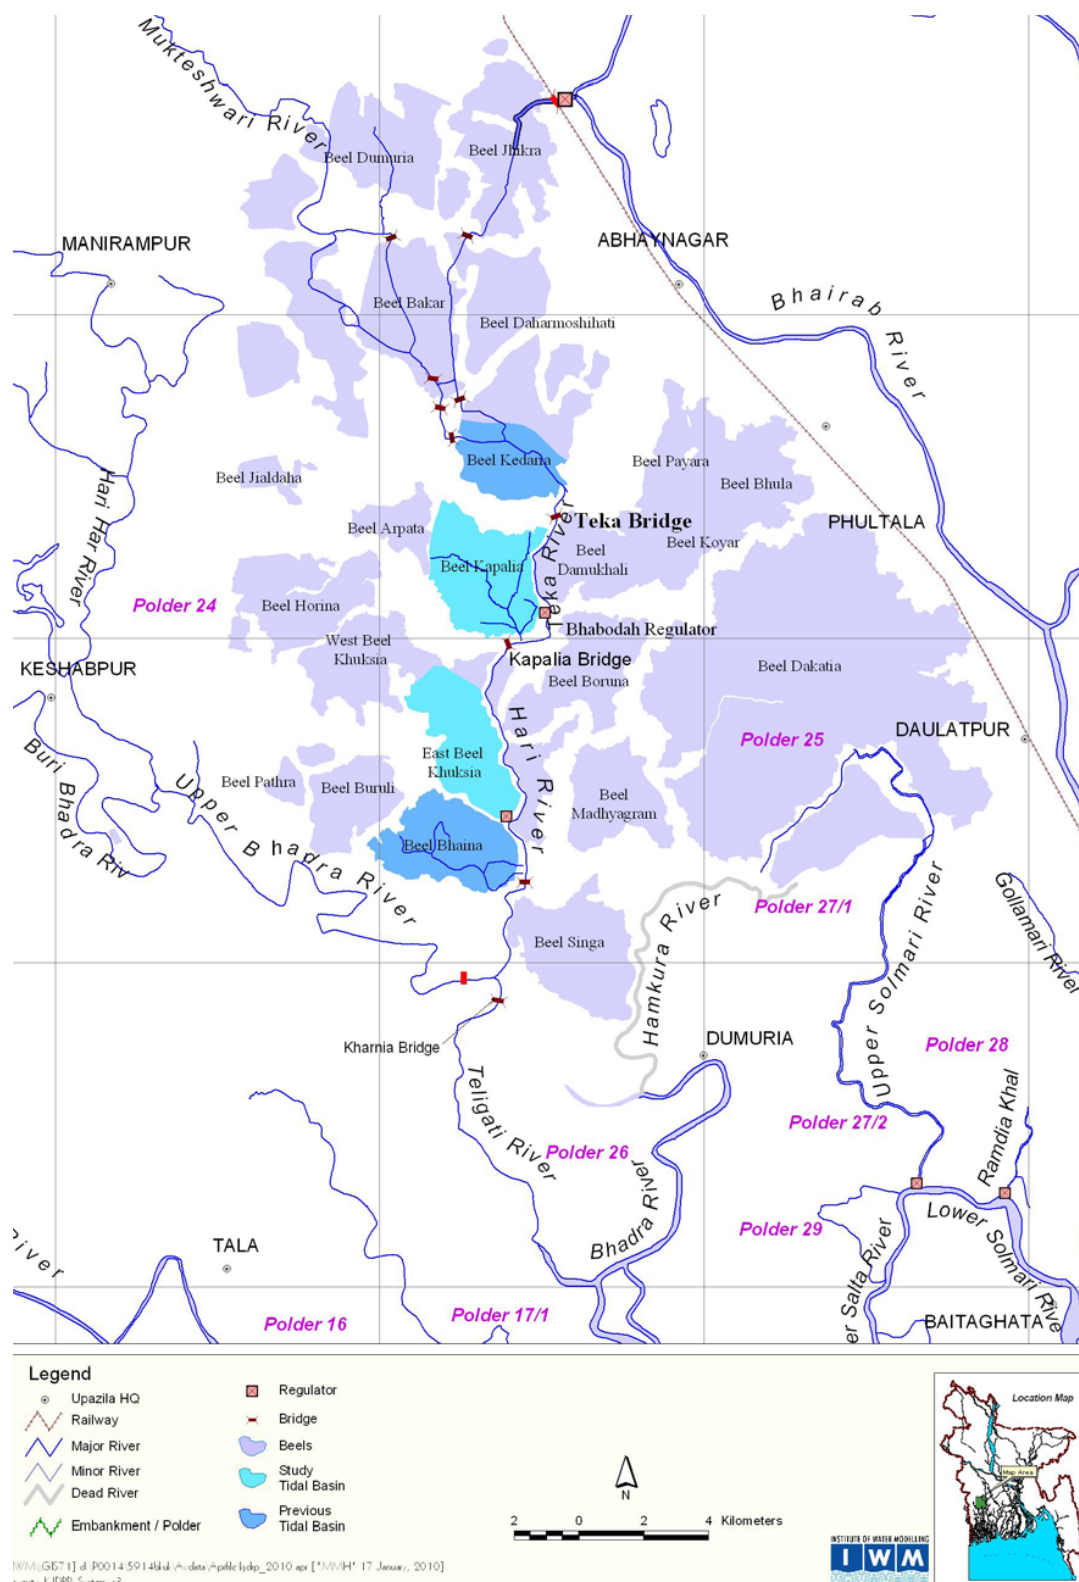 Mukteshwari River
Beel Dumuria
Beel Jhikra
MANIRAMPUR
ABHAYNAGAR
Bhairab River
Beel Bakar
Beel Daharmoshihati
Beel Kedaria
Beel Payara
Beel Jialdaha
Beel Bhula
Hari Har River
Teka Bridge
PHULTALA
Beel Arpata
Beel Koyar
Teka River
Beel
Damukhali
Beel Kapalia
Polder 24
Beel Horina
Bhabodah Regulator
West Beel
Khuksia
Kapalia Bridge
KESHABPUR
Beel Dakatia
Beel Boruna
Hari River
Polder 25
DAULATPUR
Buri Bhadra Riv
Upper Bhadra River
East Beel
Khuksia
Beel Pathra
Beel Buruli
Beel
Madhyagram
Beel Bhaina
Polder 27/1
Gollamari River
Hamkura River
Upper Solmari River
Beel Singa
Kharnia Bridge
DUMURIA
Polder 28
Teligati River
Ramdia Khal
Polder 27/2
Polder 26
Bhadra River
Polder 29
Lower Solmari Rive
River
TALA
er Salta River
Polder 16
Polder 17/1
BAITAGHATA
Legend
Upazila HQ
Railway
Major River
Minor River
Dead River
Embankment / Polder
Regulator
Bridge
Beels
Study
Tidal Basin
Previous
Tidal Basin
N
2 0 2 4 Kilometers
Location Map
Map Area
INSTITUTE OF WATER MODELLING
IWM
17 January, 2010]